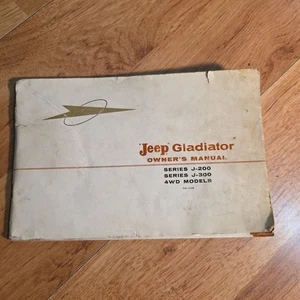 "Jeep" Gladiator
OWNER'S MANUAL
SERIES J-200
SERIES J-300
4WD MODELS